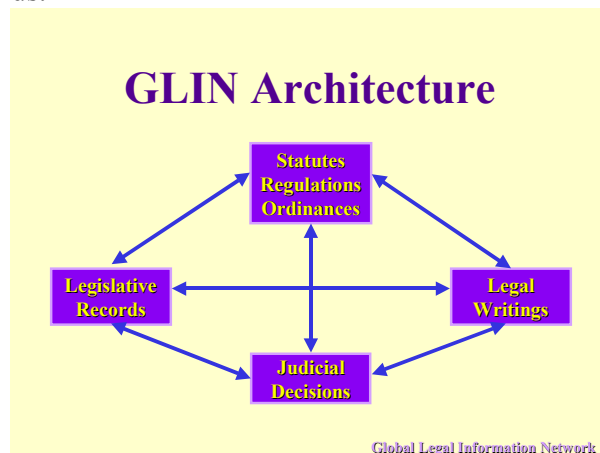 GLIN Architecture
Statutes
Regulations
Ordinances
Legislative
Records
Legal
Writings
Judicial
Decisions
Global Legal Information Network